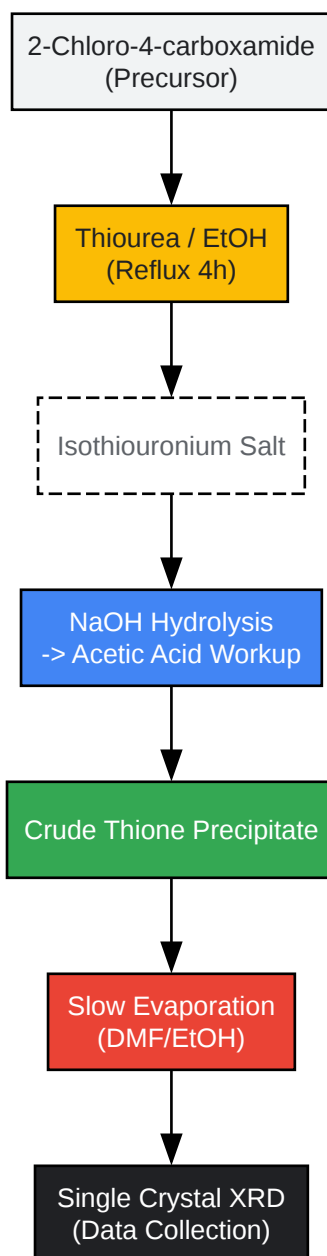 2-Chloro-4-carboxamide
(Precursor)
Thiourea / EtOH
(Reflux 4h)
Isothiouronium Salt
NaOH Hydrolysis
-> Acetic Acid Workup
Crude Thione Precipitate
Slow Evaporation
(DMF/EtOH)
Single Crystal XRD
(Data Collection)